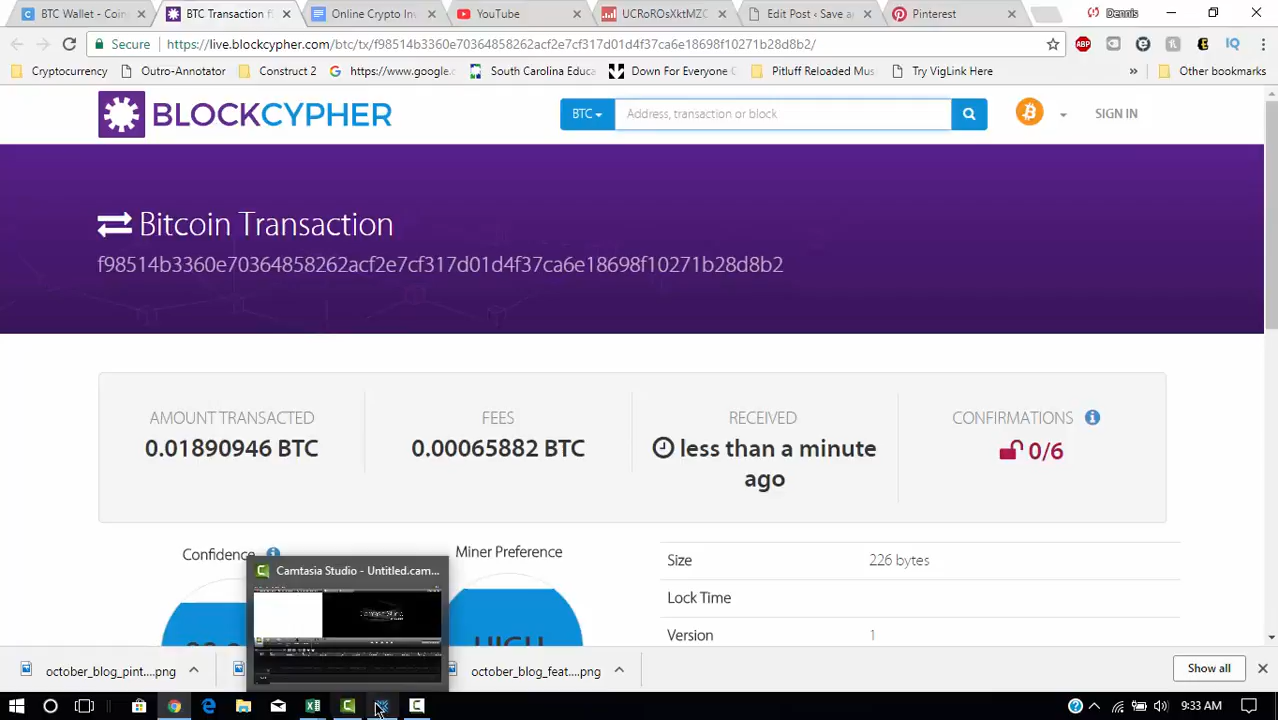 BTC Wallet - Coin
BTC Transaction f
Online Crypto Inv
YouTube
UCRoROsXktMZC
Edit Post ‹ Save a
Pinterest
Dennis
Secure
https://live.blockcypher.com/btc/tx/f98514b3360e70364858262acf2e7cf317d01d4f37ca6e18698f10271b28d8b2/
ABP
IQ
Cryptocurrency
Outro-Annotator
Construct 2
https://www.google.c
South Carolina Educa
Down For Everyone
Pitluff Reloaded Mus
Try VigLink Here
»
Other bookmarks
BLOCKCYPHER
BTC
Address, transaction or block
SIGN IN
Bitcoin Transaction
f98514b3360e70364858262acf2e7cf317d01d4f37ca6e18698f10271b28d8b2
AMOUNT TRANSACTED
FEES
RECEIVED
CONFIRMATIONS
0.01890946 BTC
0.00065882 BTC
less than a minute
ago
0/6
Confidence
Miner Preference
HIGH
Size
226 bytes
Lock Time
Version
1
Camtasia Studio - Untitled.cam...
october_blog_pint....png
october_blog_feat....png
Show all
9:33 AM